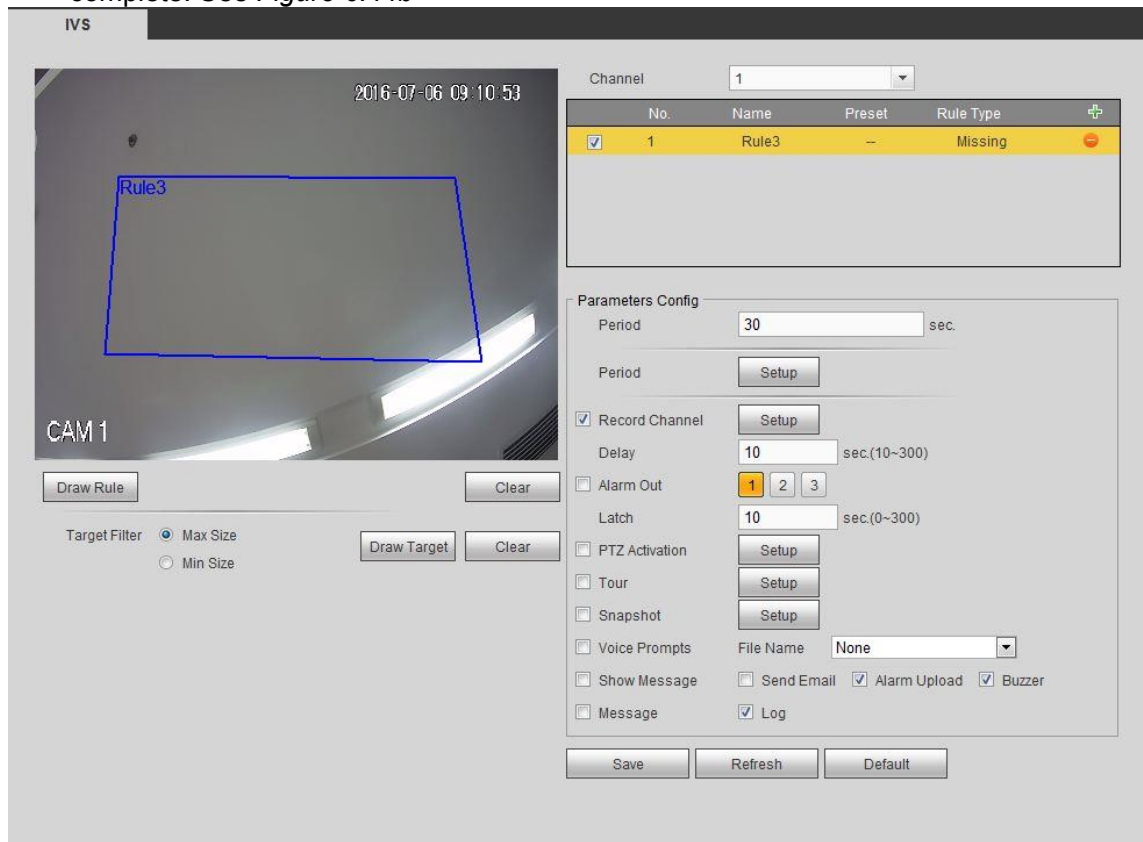 IVS
2016-07-06 09:10:53
Rule3
CAM 1
Draw Rule
Clear
Target Filter
Max Size
Min Size
Draw Target
Clear
Channel
1
No. Name Preset Rule Type
1 Rule3 -- Missing
Parameters Config
Period 30 sec.
Period Setup
Record Channel Setup
Delay 10 sec.(10~300)
Alarm Out 1 2 3
Latch 10 sec.(0~300)
PTZ Activation Setup
Tour Setup
Snapshot Setup
Voice Prompts File Name None
Show Message Send Email Alarm Upload Buzzer
Message Log
Save Refresh Default